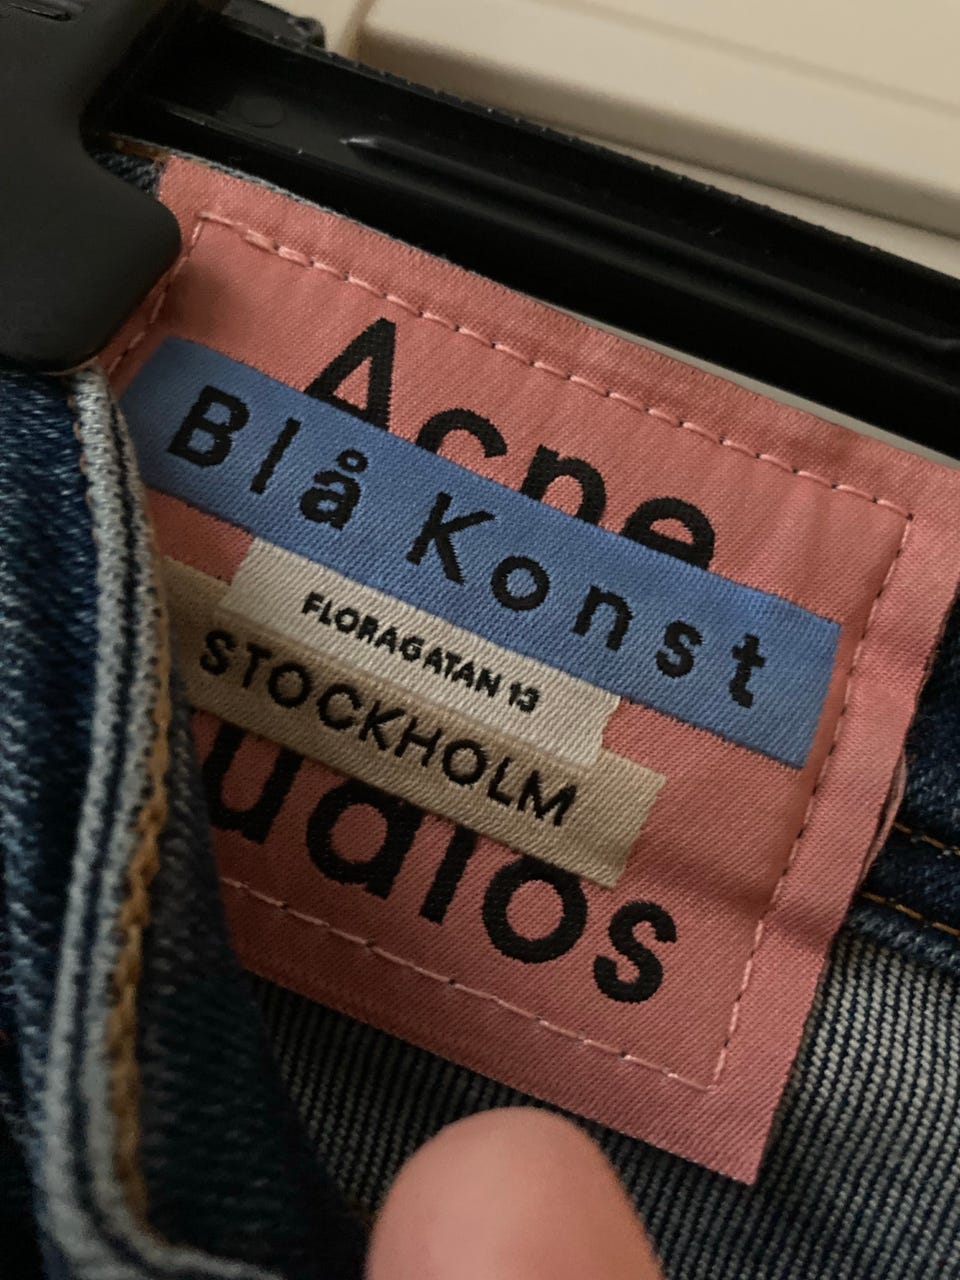 Acne
Blå Konst
FLORAGATAN 13
STOCKHOLM
udios